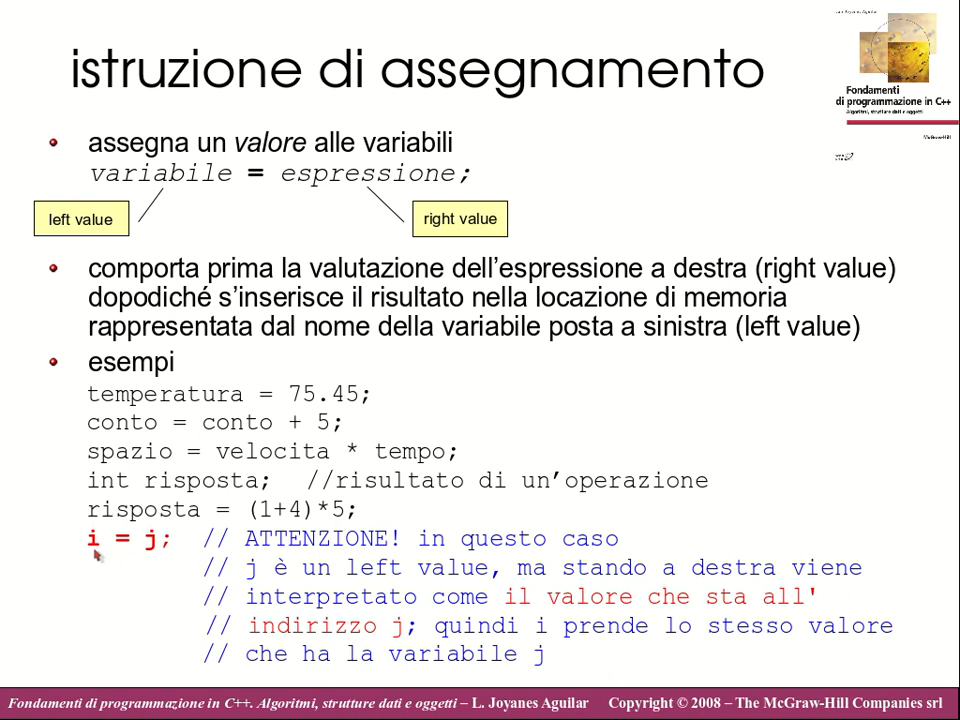 istruzione di assegnamento
Fondamenti
di programmazione in C++
Algoritmi, strutture dati e oggetti
McGraw-Hill
assegna un valore alle variabili
variabile = espressione;
left value
right value
comporta prima la valutazione dell’espressione a destra (right value)
dopodiché s’inserisce il risultato nella locazione di memoria
rappresentata dal nome della variabile posta a sinistra (left value)
esempi
temperatura = 75.45;
conto = conto + 5;
spazio = velocita * tempo;
int risposta; //risultato di un’operazione
risposta = (1+4)*5;
i = j; // ATTENZIONE! in questo caso
// j è un left value, ma stando a destra viene
// interpretato come il valore che sta all'
// indirizzo j; quindi i prende lo stesso valore
// che ha la variabile j
Fondamenti di programmazione in C++. Algoritmi, strutture dati e oggetti – L. Joyanes Aguilar Copyright © 2008 – The McGraw-Hill Companies srl